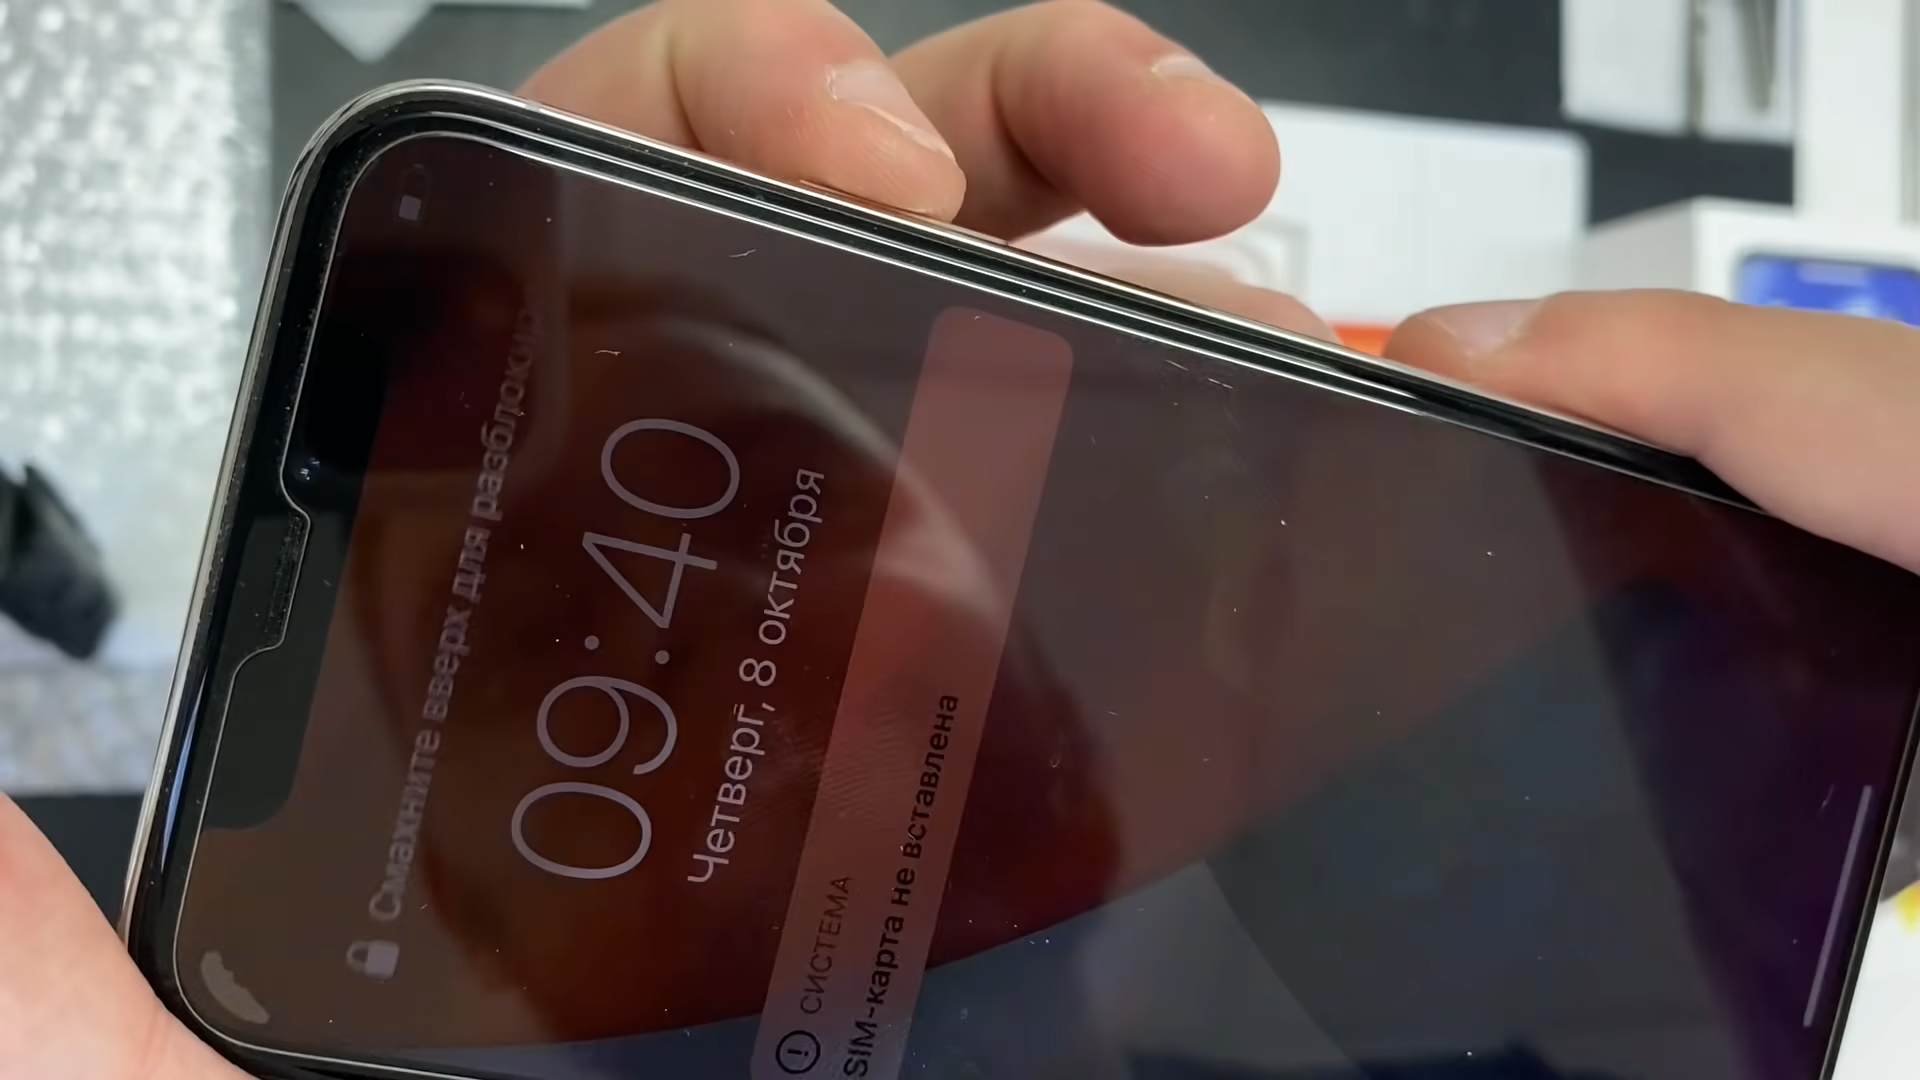 Смахните вверх для разблокир
09:40
Четверг, 8 октября
СИСТЕМА
SIM-карта не вставлена